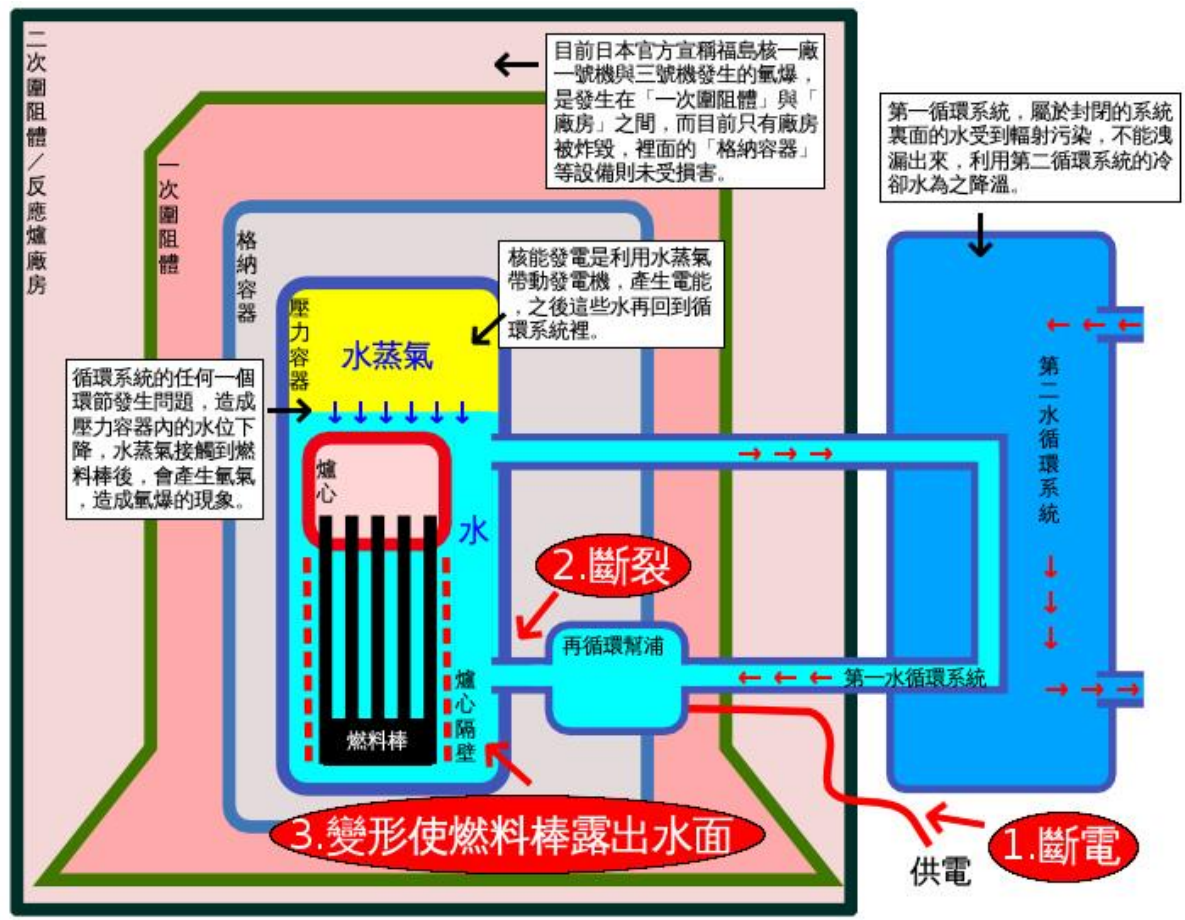 二次圍阻體／反應爐廠房
目前日本官方宣稱福島核一廠
一號機與三號機發生的氫爆，
是發生在「一次圍阻體」與「
廠房」之間，而目前只有廠房
被炸毀，裡面的「格納容器」
等設備則未受損害。
第一循環系統，屬於封閉的系統
裏面的水受到輻射污染，不能洩
漏出來，利用第二循環系統的冷
卻水為之降溫。
一次圍阻體
格納容器
核能發電是利用水蒸氣
帶動發電機，產生電能
，之後這些水再回到循
環系統裡。
壓力容器
水蒸氣
循環系統的任何一個
環節發生問題，造成
壓力容器內的水位下
降，水蒸氣接觸到燃
料棒後，會產生氫氣
，造成氫爆的現象。
第二水循環系統
爐心
水
2.斷裂
再循環幫浦
第一水循環系統
爐心隔壁
燃料棒
3.變形使燃料棒露出水面
1.斷電
供電